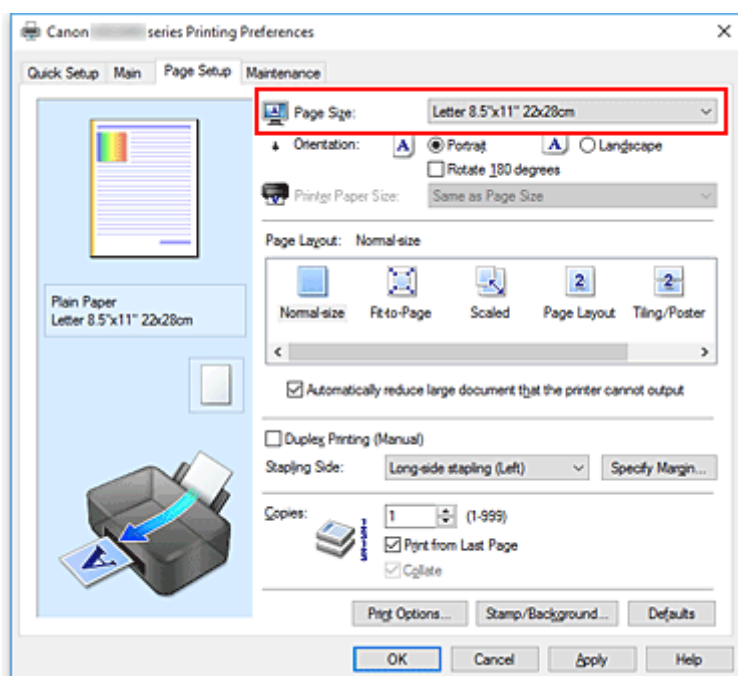 Canon series Printing Preferences
Quick Setup Main Page Setup Maintenance
Page Size: Letter 8.5"x11" 22x28cm
Orientation: A Portrait A Landscape
Rotate 180 degrees
Printer Paper Size: Same as Page Size
Page Layout: Normal-size
2 2
Normal-size Fit-to-Page Scaled Page Layout Tiling/Poster
Plain Paper
Letter 8.5"x11" 22x28cm
Automatically reduce large document that the printer cannot output
Duplex Printing (Manual)
Stapling Side: Long-side stapling (Left) Specify Margin...
Copies: 1 (1-999)
Print from Last Page
Collate
A
Print Options... Stamp/Background... Defaults
OK Cancel Apply Help